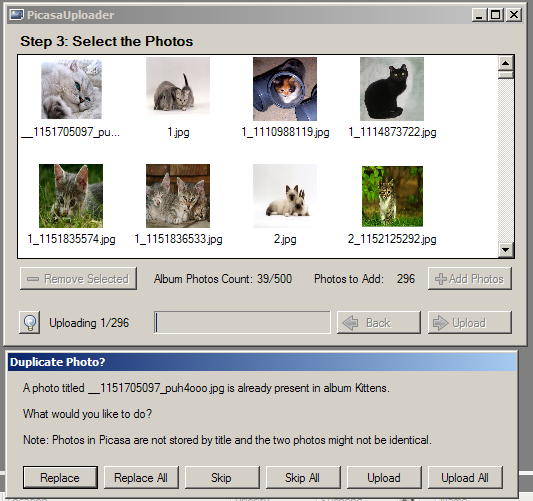 PicasaUploader
Step 3: Select the Photos
__1151705097_pu... 1.jpg 1_1110988119.jpg 1_1114873722.jpg
1_1151835574.jpg 1_1151836533.jpg 2.jpg 2_1152125292.jpg
Remove Selected Album Photos Count: 39/500 Photos to Add: 296 Add Photos
Uploading 1/296 Back Upload
Duplicate Photo?
A photo titled __1151705097_puh4ooo.jpg is already present in album Kittens.
What would you like to do?
Note: Photos in Picasa are not stored by title and the two photos might not be identical.
Replace Replace All Skip Skip All Upload Upload All